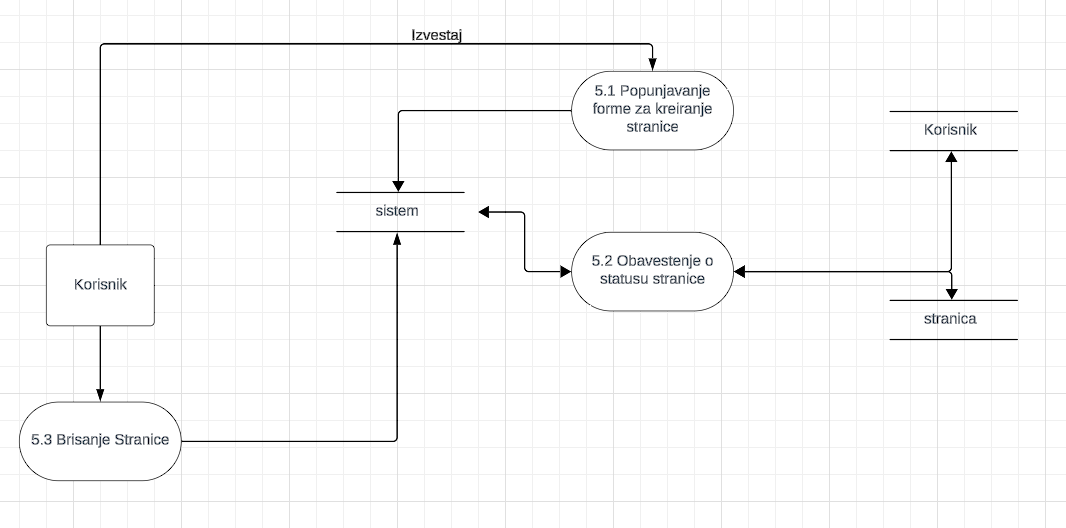 Izvestaj
5.1 Popunjavanje
forme za kreiranje
stranice
Korisnik
sistem
5.2 Obavestenje o
statusu stranice
Korisnik
stranica
5.3 Brisanje Stranice